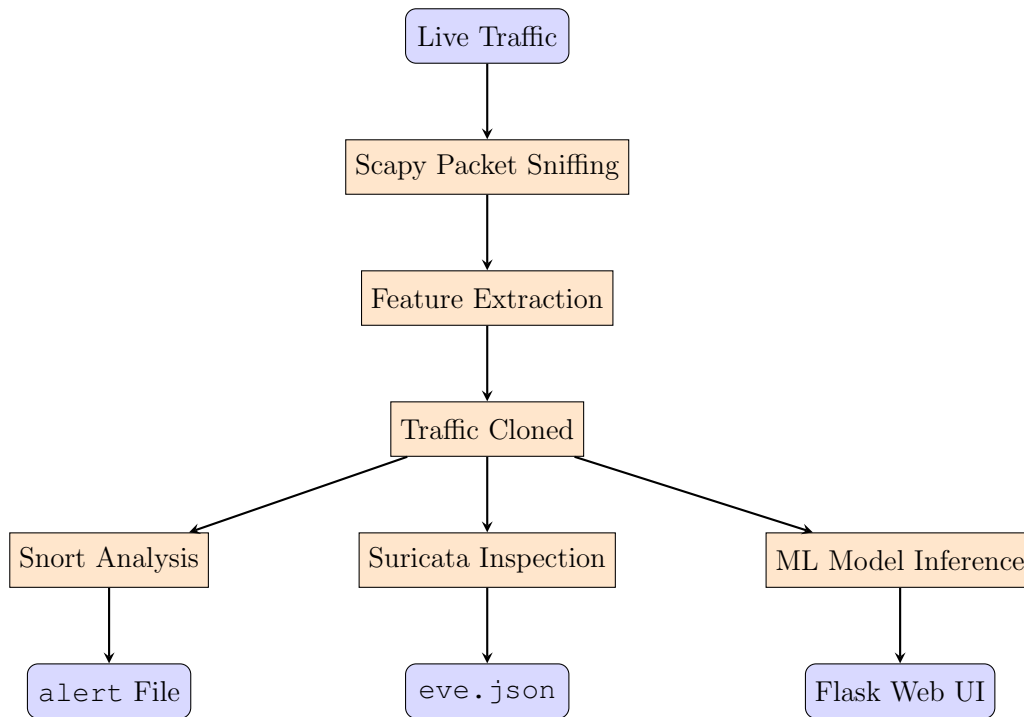 Live Traffic
Scapy Packet Sniffing
Feature Extraction
Traffic Cloned
Snort Analysis
Suricata Inspection
ML Model Inference
alert File
eve.json
Flask Web UI